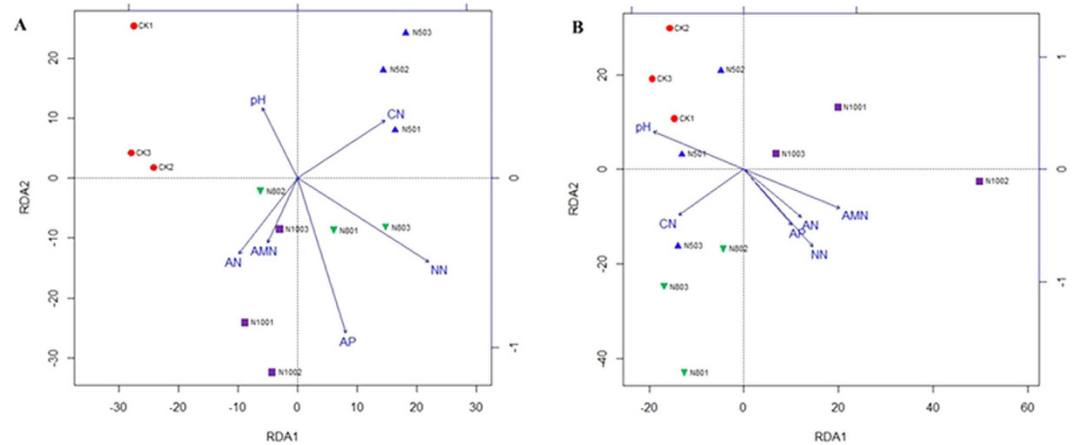 A
CK1
CK3
CK2
N503
N502
N501
pH
CN
N802
N1003
N801
N803
AN
AMN
NN
AP
N1001
N1002
RDA2
20
10
0
-10
-20
-30
0
-1
-30
-20
-10
0
10
20
30
RDA1
B
CK2
CK3
CK1
N502
N501
N1001
N1003
N1002
pH
CN
AN
AMN
AP
NN
N503
N802
N803
N801
RDA2
20
0
-20
-40
1
0
-1
-20
0
20
40
60
RDA1